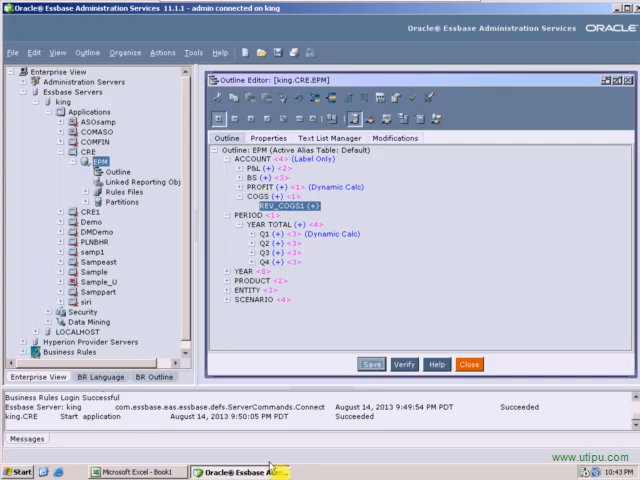 Oracle® Essbase Administration Services 11.1.1 - admin connected on king
Oracle® Essbase Administration Services ORACLE
File Edit View Outline Organize Actions Tools Help
Enterprise View
Administration Servers
Essbase Servers
king
Applications
ASOsamp
COMASO
COMFIN
CRE
EPM
Outline
Linked Reporting Obj
Rules Files
Partitions
CRE1
Demo
DMDemo
PLNBHR
samp1
Sampeast
Sample
Sample_U
Samppart
siri
Security
Data Mining
LOCALHOST
Hyperion Provider Servers
Business Rules
Enterprise View BR Language BR Outline
Outline Editor: [king.CRE.EPM]
Outline Properties Text List Manager Modifications
Outline: EPM (Active Alias Table: Default)
ACCOUNT <4> (Label Only)
P&L (+) <2>
BS (+) <3>
PROFIT (+) <1> (Dynamic Calc)
COGS (+) <1>
REV_COGS1 (+)
PERIOD <1>
YEAR TOTAL (+) <4>
Q1 (+) <3> (Dynamic Calc)
Q2 (+) <3>
Q3 (+) <3>
Q4 (+) <3>
YEAR <8>
PRODUCT <2>
ENTITY <3>
SCENARIO <4>
Save Verify Help Close
Business Rules Login Successful
Essbase Server: king com.essbase.eas.essbase.defs.ServerCommands.Connect August 14, 2013 9:49:54 PM PDT Succeeded
king.CRE Start application August 14, 2013 9:50:05 PM PDT Succeeded
Messages
www.utipu.com
Start Microsoft Excel - Book1 Oracle® Essbase 10:43 PM